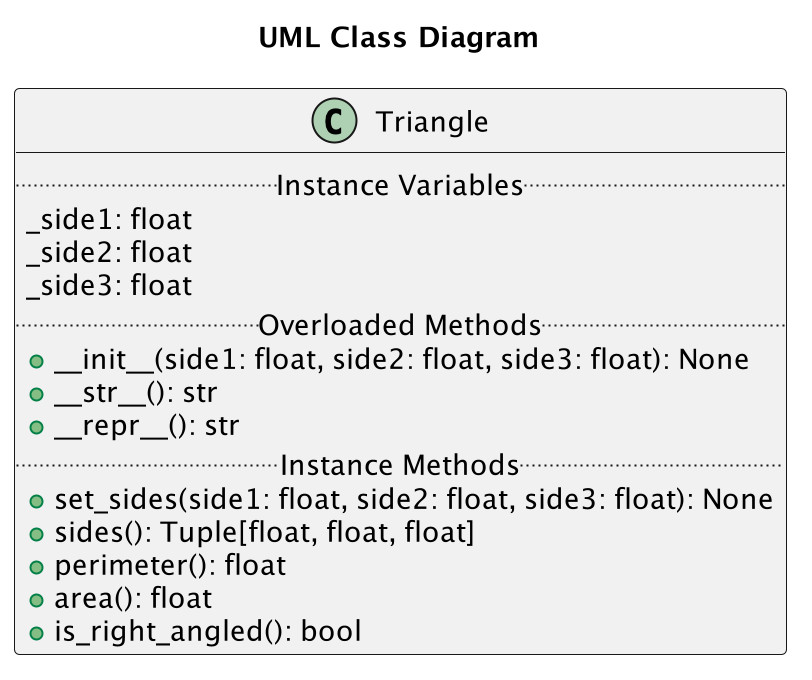 UML Class Diagram
C Triangle
Instance Variables
_side1: float
_side2: float
_side3: float
Overloaded Methods
__init__(side1: float, side2: float, side3: float): None
__str__(): str
__repr__(): str
Instance Methods
set_sides(side1: float, side2: float, side3: float): None
sides(): Tuple[float, float, float]
perimeter(): float
area(): float
is_right_angled(): bool